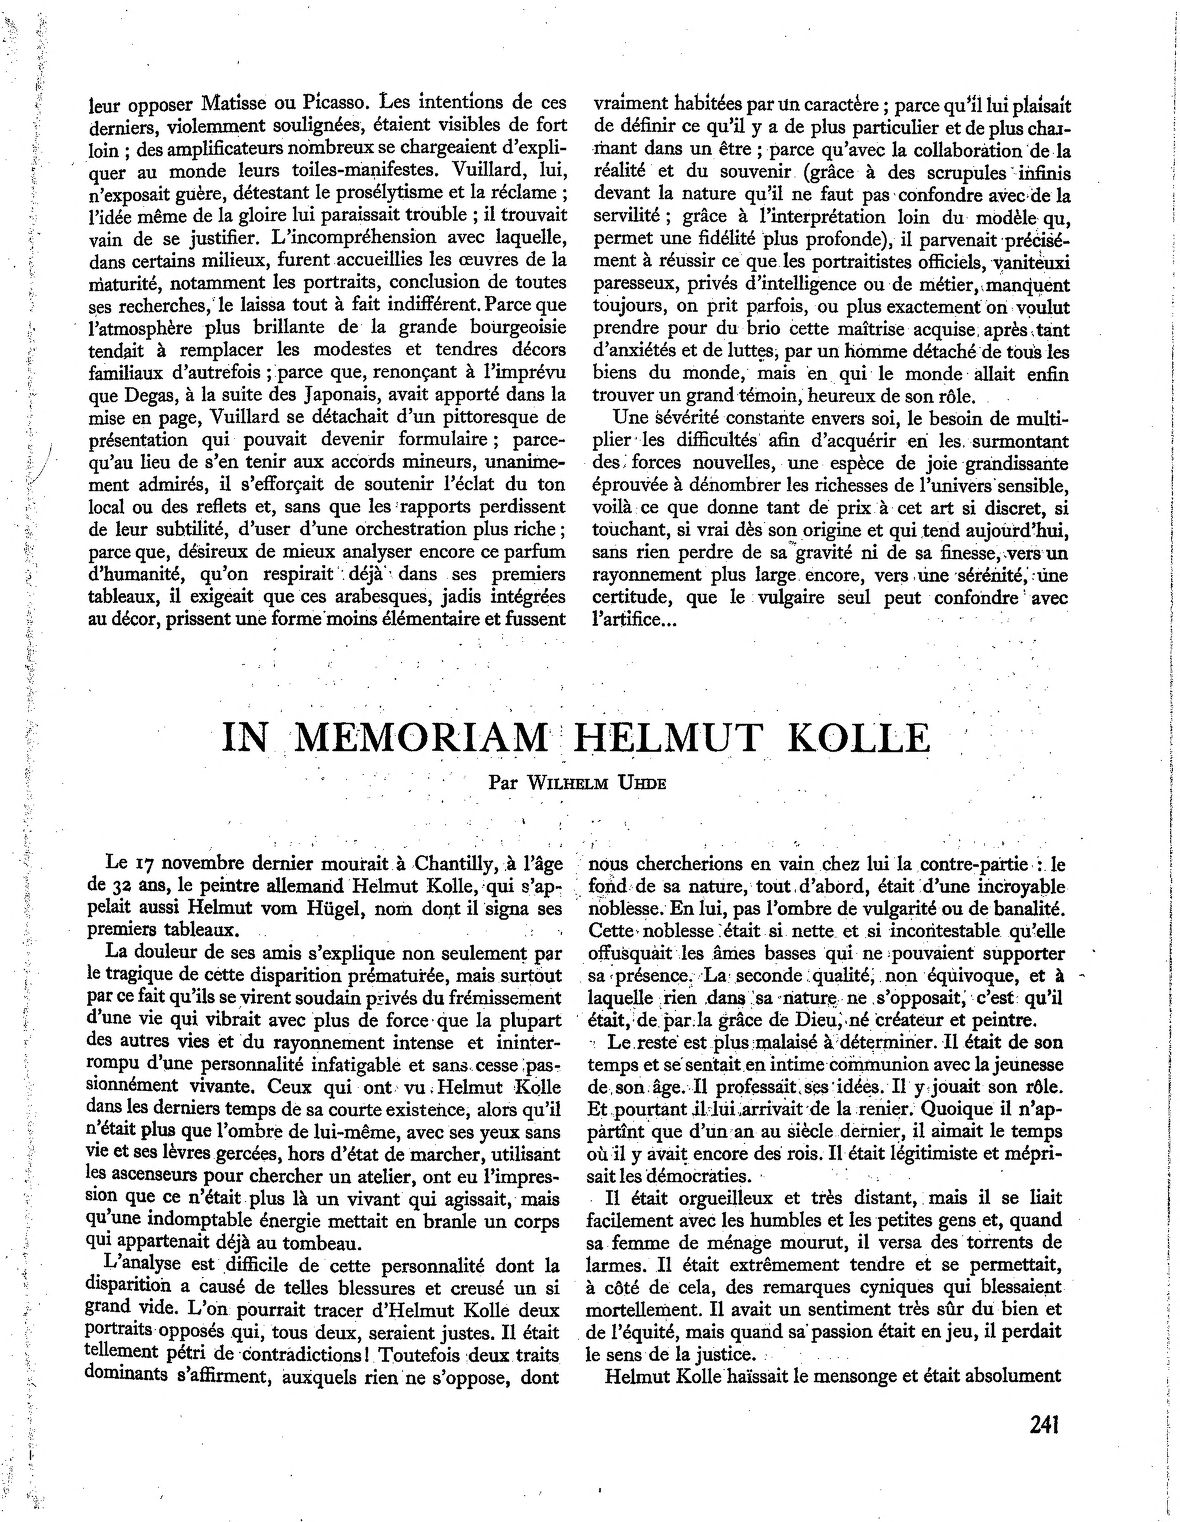 leur opposer Matisse ou Picasso. Les intentions de ces
derniers, violemment soulignées, étaient visibles de fort
loin ; des amplificateurs nombreux se chargeaient d'expli-
quer au monde leurs toiles-manifestes. Vuillard, lui,
n'exposait guère, détestant le prosélytisme et la réclame ;
l'idée même de la gloire lui paraissait trouble ; il trouvait
vain de se justifier. L'incompréhension avec laquelle,
dans certains milieux, furent accueillies les œuvres de la
maturité, notamment les portraits, conclusion de toutes
ses recherches, le laissa tout à fait indifférent. Parce que
l'atmosphère plus brillante de la grande bourgeoisie
tendait à remplacer les modestes et tendres décors
familiaux d'autrefois ; parce que, renonçant à l'imprévu
que Degas, à la suite des Japonais, avait apporté dans la
mise en page, Vuillard se détachait d'un pittoresque de
présentation qui pouvait devenir formulaire ; parce-
qu'au lieu de s'en tenir aux accords mineurs, unanime-
ment admirés, il s'efforçait de soutenir l'éclat du ton
local ou des reflets et, sans que les rapports perdissent
de leur subtilité, d'user d'une orchestration plus riche ;
parce que, désireux de mieux analyser encore ce parfum
d'humanité, qu'on respirait déjà dans ses premiers
tableaux, il exigeait que ces arabesques, jadis intégrées
au décor, prissent une forme moins élémentaire et fussent
vraiment habitées par un caractère ; parce qu'il lui plaisait
de définir ce qu'il y a de plus particulier et de plus char-
mant dans un être ; parce qu'avec la collaboration de la
réalité et du souvenir (grâce à des scrupules infinis
devant la nature qu'il ne faut pas confondre avec de la
servilité ; grâce à l'interprétation loin du modèle qu,
permet une fidélité plus profonde), il parvenait précisé-
ment à réussir ce que les portraitistes officiels, vaniteuxi
paresseux, privés d'intelligence ou de métier, manquent
toujours, on prit parfois, ou plus exactement on voulut
prendre pour du brio cette maîtrise acquise après tant
d'anxiétés et de luttes, par un homme détaché de tous les
biens du monde, mais en qui le monde allait enfin
trouver un grand témoin, heureux de son rôle.
Une sévérité constante envers soi, le besoin de multi-
plier les difficultés afin d'acquérir en les surmontant
des forces nouvelles, une espèce de joie grandissante
éprouvée à dénombrer les richesses de l'univers sensible,
voilà ce que donne tant de prix à cet art si discret, si
touchant, si vrai dès son origine et qui tend aujourd'hui,
sans rien perdre de sa gravité ni de sa finesse, vers un
rayonnement plus large encore, vers une sérénité, une
certitude, que le vulgaire seul peut confondre avec
l'artifice...
IN MEMORIAM HELMUT KOLLE
Par WILHELM UHDE
Le 17 novembre dernier mourait à Chantilly, à l'âge
de 32 ans, le peintre allemand Helmut Kolle, qui s'ap-
pelait aussi Helmut vom Hügel, nom dont il signa ses
premiers tableaux.
La douleur de ses amis s'explique non seulement par
le tragique de cette disparition prématurée, mais surtout
par ce fait qu'ils se virent soudain privés du frémissement
d'une vie qui vibrait avec plus de force que la plupart
des autres vies et du rayonnement intense et ininter-
rompu d'une personnalité infatigable et sans cesse pas-
sionnément vivante. Ceux qui ont vu Helmut Kolle
dans les derniers temps de sa courte existence, alors qu'il
n'était plus que l'ombre de lui-même, avec ses yeux sans
vie et ses lèvres gercées, hors d'état de marcher, utilisant
les ascenseurs pour chercher un atelier, ont eu l'impres-
sion que ce n'était plus là un vivant qui agissait, mais
qu'une indomptable énergie mettait en branle un corps
qui appartenait déjà au tombeau.
L'analyse est difficile de cette personnalité dont la
disparition a causé de telles blessures et creusé un si
grand vide. L'on pourrait tracer d'Helmut Kolle deux
portraits opposés qui, tous deux, seraient justes. Il était
tellement pétri de contradictions ! Toutefois deux traits
dominants s'affirment, auxquels rien ne s'oppose, dont
nous chercherions en vain chez lui la contre-partie : le
fond de sa nature, tout d'abord, était d'une incroyable
noblesse. En lui, pas l'ombre de vulgarité ou de banalité.
Cette noblesse était si nette et si incontestable qu'elle
offusquait les âmes basses qui ne pouvaient supporter
sa présence. La seconde qualité, non équivoque, et à
laquelle rien dans sa nature ne s'opposait, c'est qu'il
était, de par la grâce de Dieu, né créateur et peintre.
Le reste est plus malaisé à déterminer. Il était de son
temps et se sentait en intime communion avec la jeunesse
de son âge. Il professait ses idées. Il y jouait son rôle.
Et pourtant il lui arrivait de la renier. Quoique il n'ap-
partînt que d'un an au siècle dernier, il aimait le temps
où il y avait encore des rois. Il était légitimiste et mépri-
sait les démocraties.
Il était orgueilleux et très distant, mais il se liait
facilement avec les humbles et les petites gens et, quand
sa femme de ménage mourut, il versa des torrents de
larmes. Il était extrêmement tendre et se permettait,
à côté de cela, des remarques cyniques qui blessaient
mortellement. Il avait un sentiment très sûr du bien et
de l'équité, mais quand sa passion était en jeu, il perdait
le sens de la justice.
Helmut Kolle haïssait le mensonge et était absolument
241